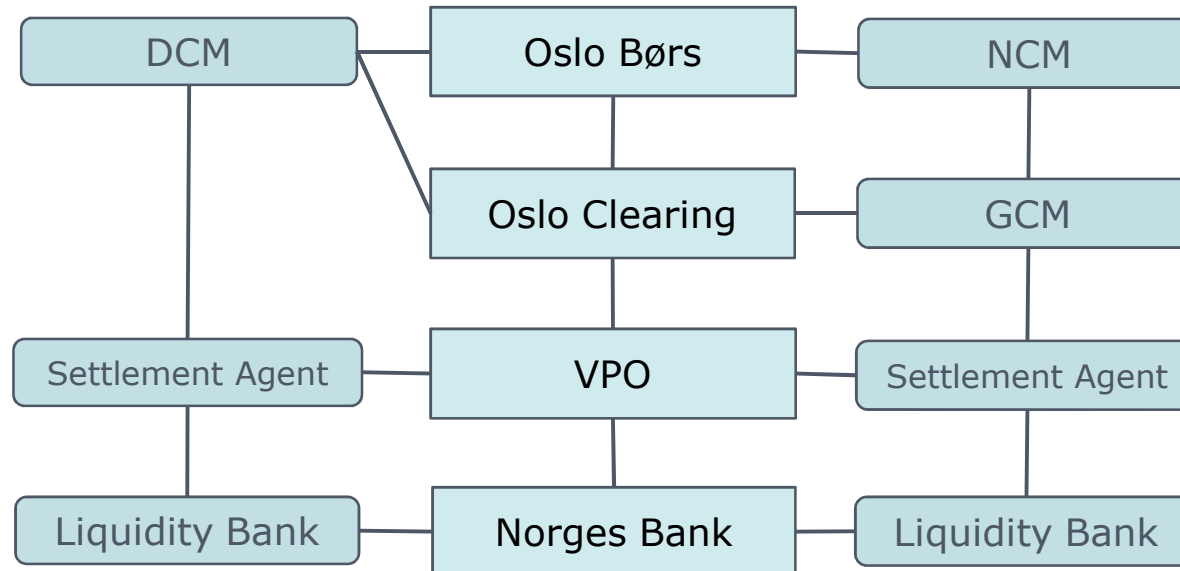 DCM
Oslo Børs
NCM
Oslo Clearing
GCM
Settlement Agent
VPO
Settlement Agent
Liquidity Bank
Norges Bank
Liquidity Bank